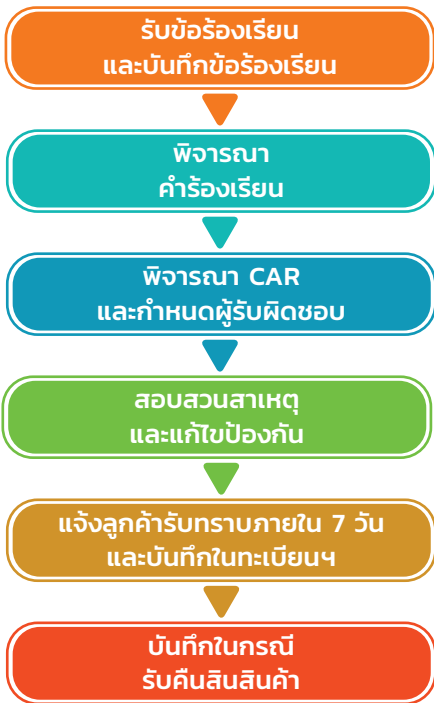 รับข้อร้องเรียน
และบันทึกข้อร้องเรียน
พิจารณา
คำร้องเรียน
พิจารณา CAR
และกำหนดผู้รับผิดชอบ
สอบสวนสาเหตุ
และแก้ไขป้องกัน
แจ้งลูกค้ารับทราบภายใน 7 วัน
และบันทึกในทะเบียนฯ
บันทึกในกรณี
รับคืนสินสินค้า